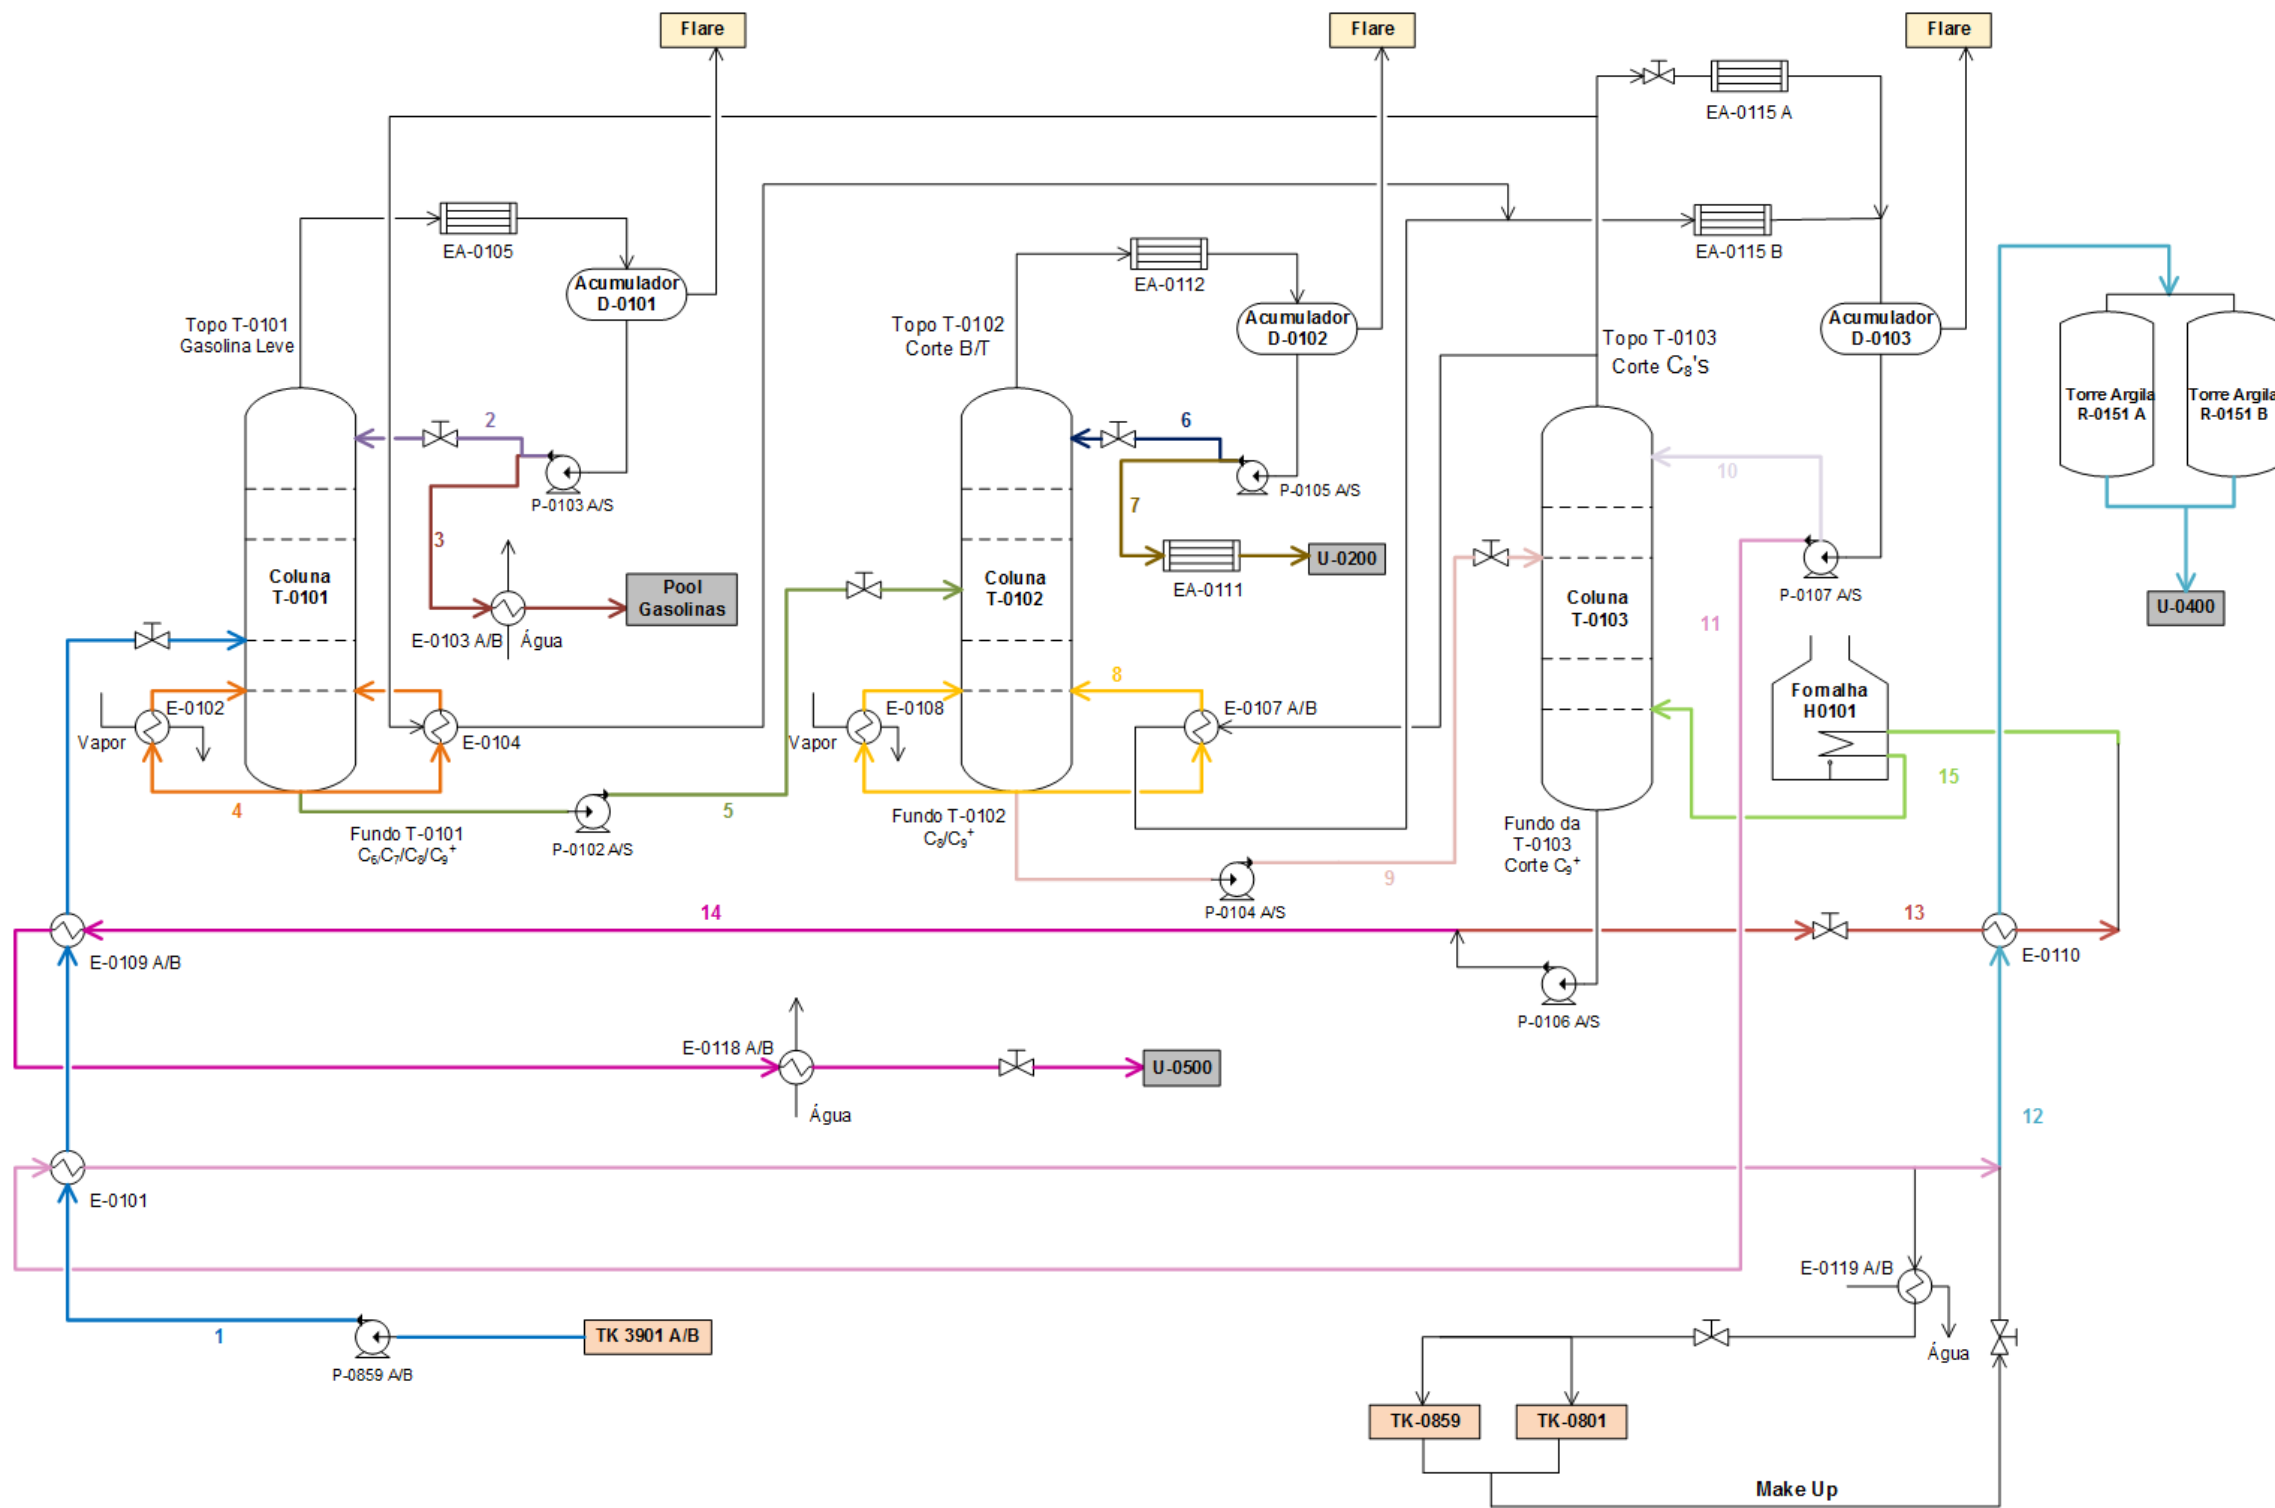 Flare
Flare
Flare
EA-0115 A
EA-0105
EA-0115 B
EA-0112
Acumulador
D-0101
Acumulador
D-0102
Acumulador
D-0103
Topo T-0101
Gasolina Leve
Topo T-0102
Corte B/T
Topo T-0103
Corte C₈'s
Torre Argila
R-0151 A
Torre Argila
R-0151 B
2
P-0103 A/S
6
P-0105 A/S
10
3
7
Coluna
T-0101
Pool
Gasolinas
E-0103 A/B
Água
Coluna
T-0102
EA-0111
U-0200
Coluna
T-0103
P-0107 A/S
11
U-0400
E-0102
Vapor
E-0104
E-0108
Vapor
8
E-0107 A/B
Fornalha
H0101
15
4
5
Fundo T-0101
C₆/C₇/C₈/C₉⁺
P-0102 A/S
Fundo T-0102
C₈/C₉⁺
Fundo da
T-0103
Corte C₉⁺
9
P-0104 A/S
14
13
E-0109 A/B
E-0110
P-0106 A/S
E-0118 A/B
U-0500
Água
12
E-0101
E-0119 A/B
1
TK 3901 A/B
P-0859 A/B
Água
TK-0859
TK-0801
Make Up